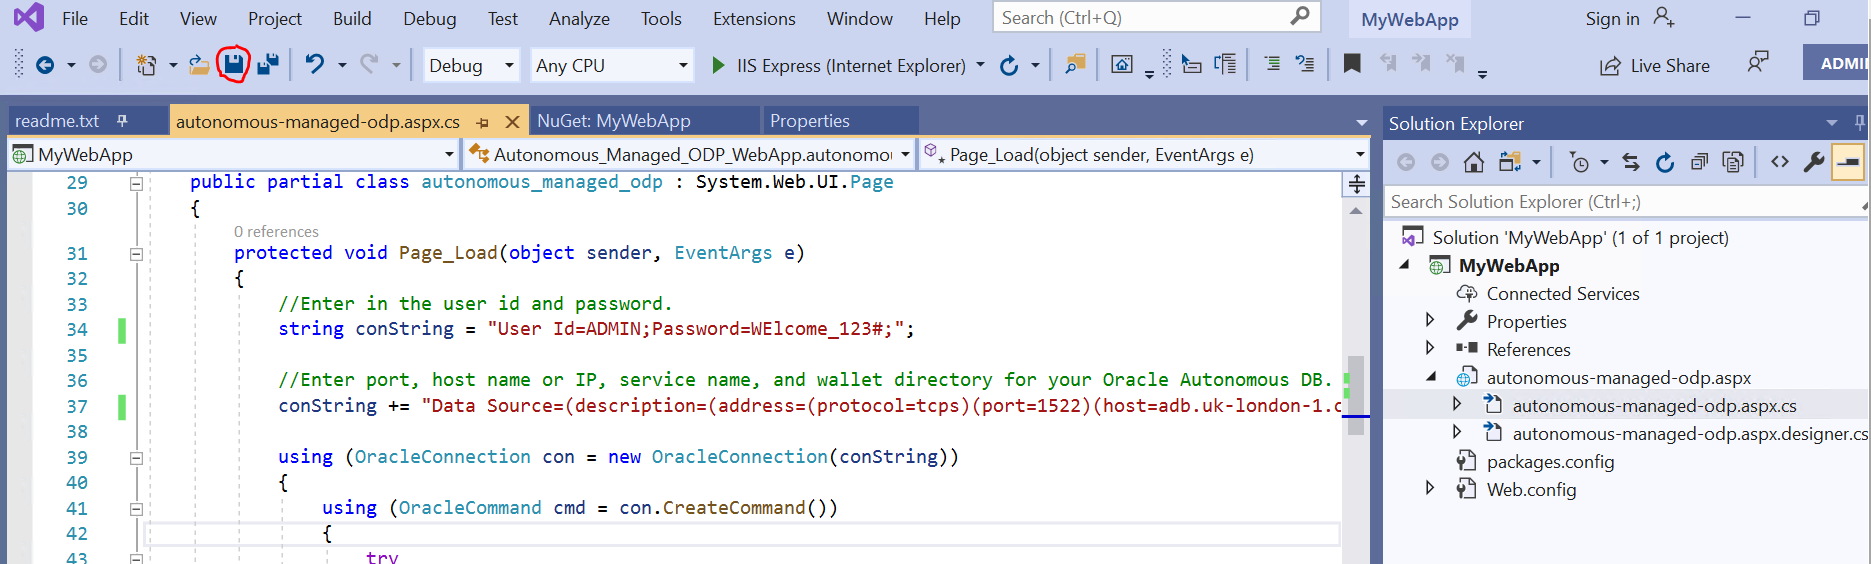 File Edit View Project Build Debug Test Analyze Tools Extensions Window Help Search (Ctrl+Q) MyWebApp Sign in
Debug Any CPU IIS Express (Internet Explorer) Live Share ADMI
readme.txt autonomous-managed-odp.aspx.cs NuGet: MyWebApp Properties
MyWebApp Autonomous_Managed_ODP_WebApp.autonomou Page_Load(object sender, EventArgs e)
29 public partial class autonomous_managed_odp : System.Web.UI.Page
30 {
0 references
31 protected void Page_Load(object sender, EventArgs e)
32 {
33 //Enter in the user id and password.
34 string conString = "User Id=ADMIN;Password=WElcome_123#;";
35
36 //Enter port, host name or IP, service name, and wallet directory for your Oracle Autonomous DB.
37 conString += "Data Source=(description=(address=(protocol=tcps)(port=1522)(host=adb.uk-london-1.o
38
39 using (OracleConnection con = new OracleConnection(conString))
40 {
41 using (OracleCommand cmd = con.CreateCommand())
42 {
43 try
Solution Explorer
Search Solution Explorer (Ctrl+;)
Solution 'MyWebApp' (1 of 1 project)
MyWebApp
Connected Services
Properties
References
autonomous-managed-odp.aspx
autonomous-managed-odp.aspx.cs
autonomous-managed-odp.aspx.designer.cs
packages.config
Web.config